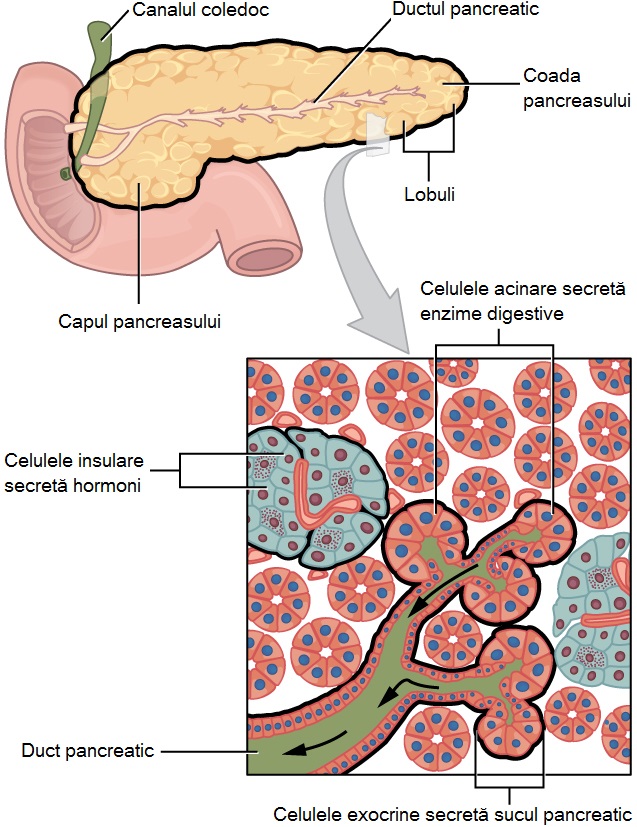 Canalul coledoc
Ductul pancreatic
Coada
pancreasului
Lobuli
Capul pancreasului
Celulele acinare secretă
enzime digestive
Celulele insulare
secretă hormoni
Duct pancreatic
Celulele exocrine secretă sucul pancreatic